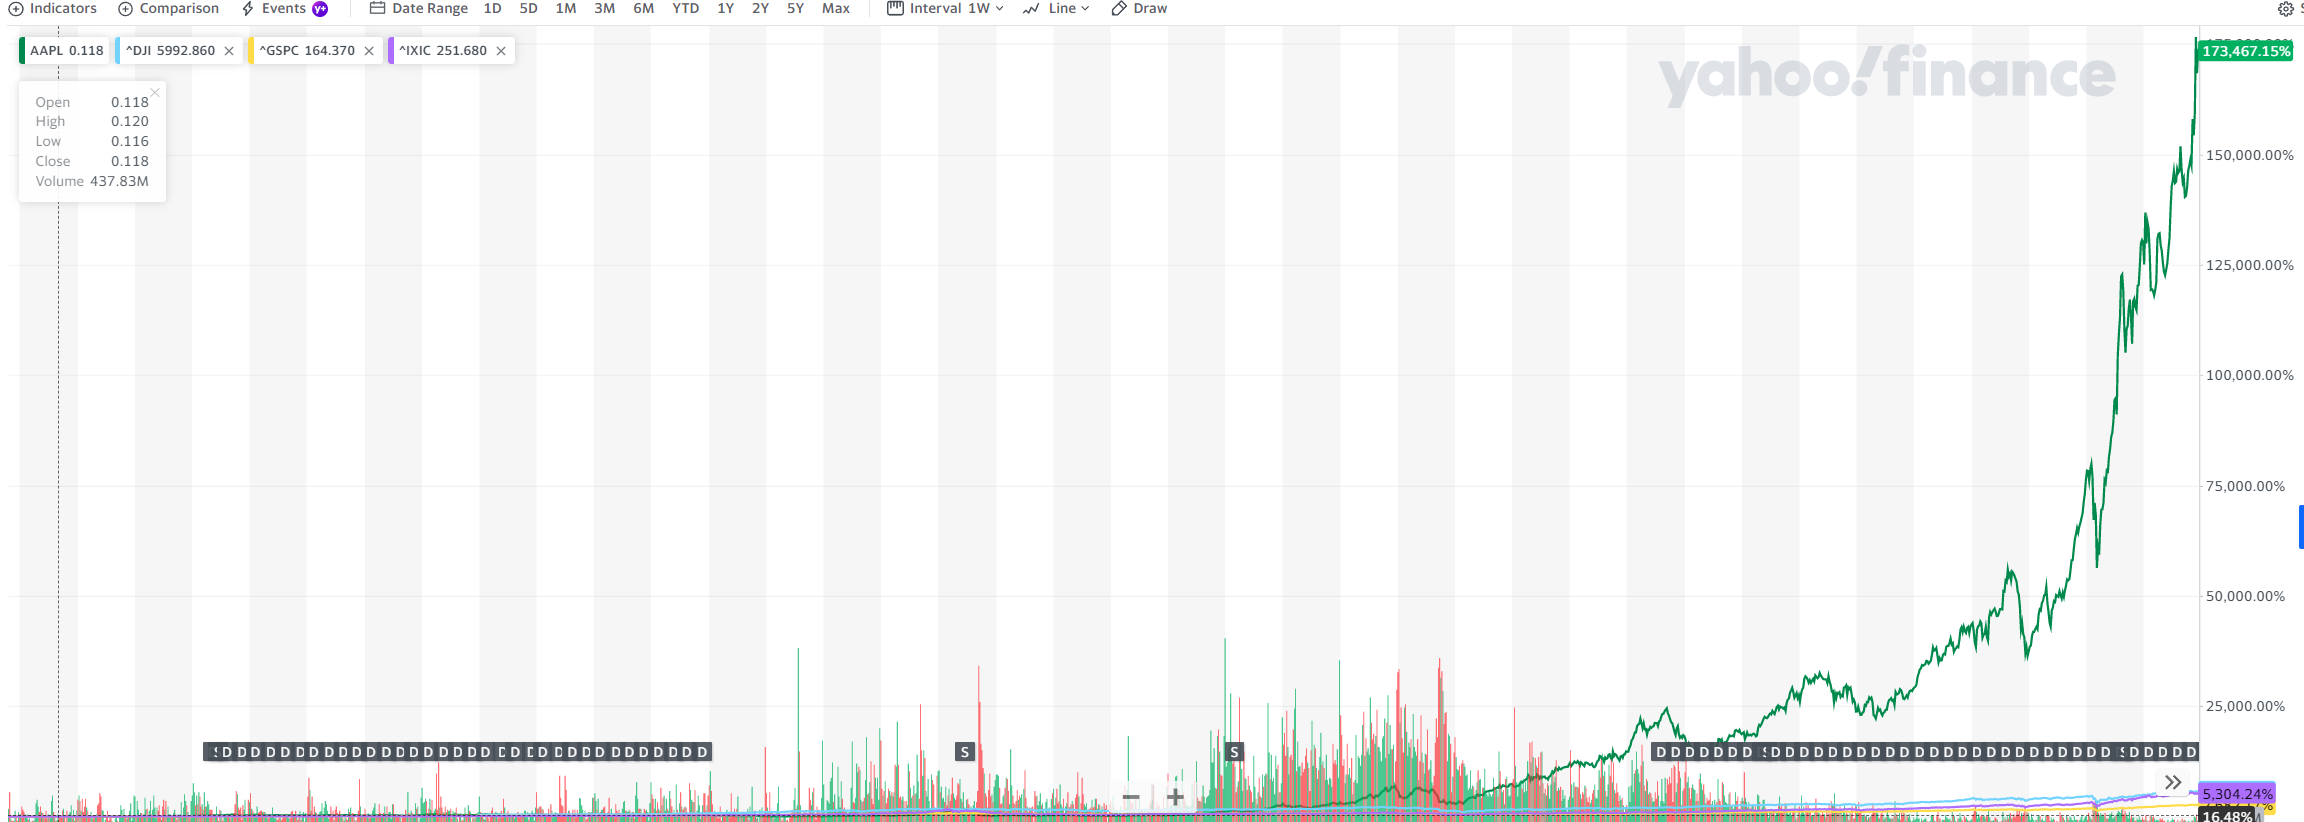 Indicators Comparison Events y+ Date Range 1D 5D 1M 3M 6M YTD 1Y 2Y 5Y Max Interval 1W Line Draw
AAPL 0.118 ^DJI 5992.860 ^GSPC 164.370 ^IXIC 251.680
yahoo!finance
173,467.15%
Open 0.118
High 0.120
Low 0.116
Close 0.118
Volume 437.83M
150,000.00%
125,000.00%
100,000.00%
75,000.00%
50,000.00%
25,000.00%
D D D D D D D D D D D D D D D D D D D D D D D D D D D D D D D D D D S S D D D D D D D D D D D D D D D D D D D D D D D D D D D D D D D D D D D D
5,304.24%
16.48%